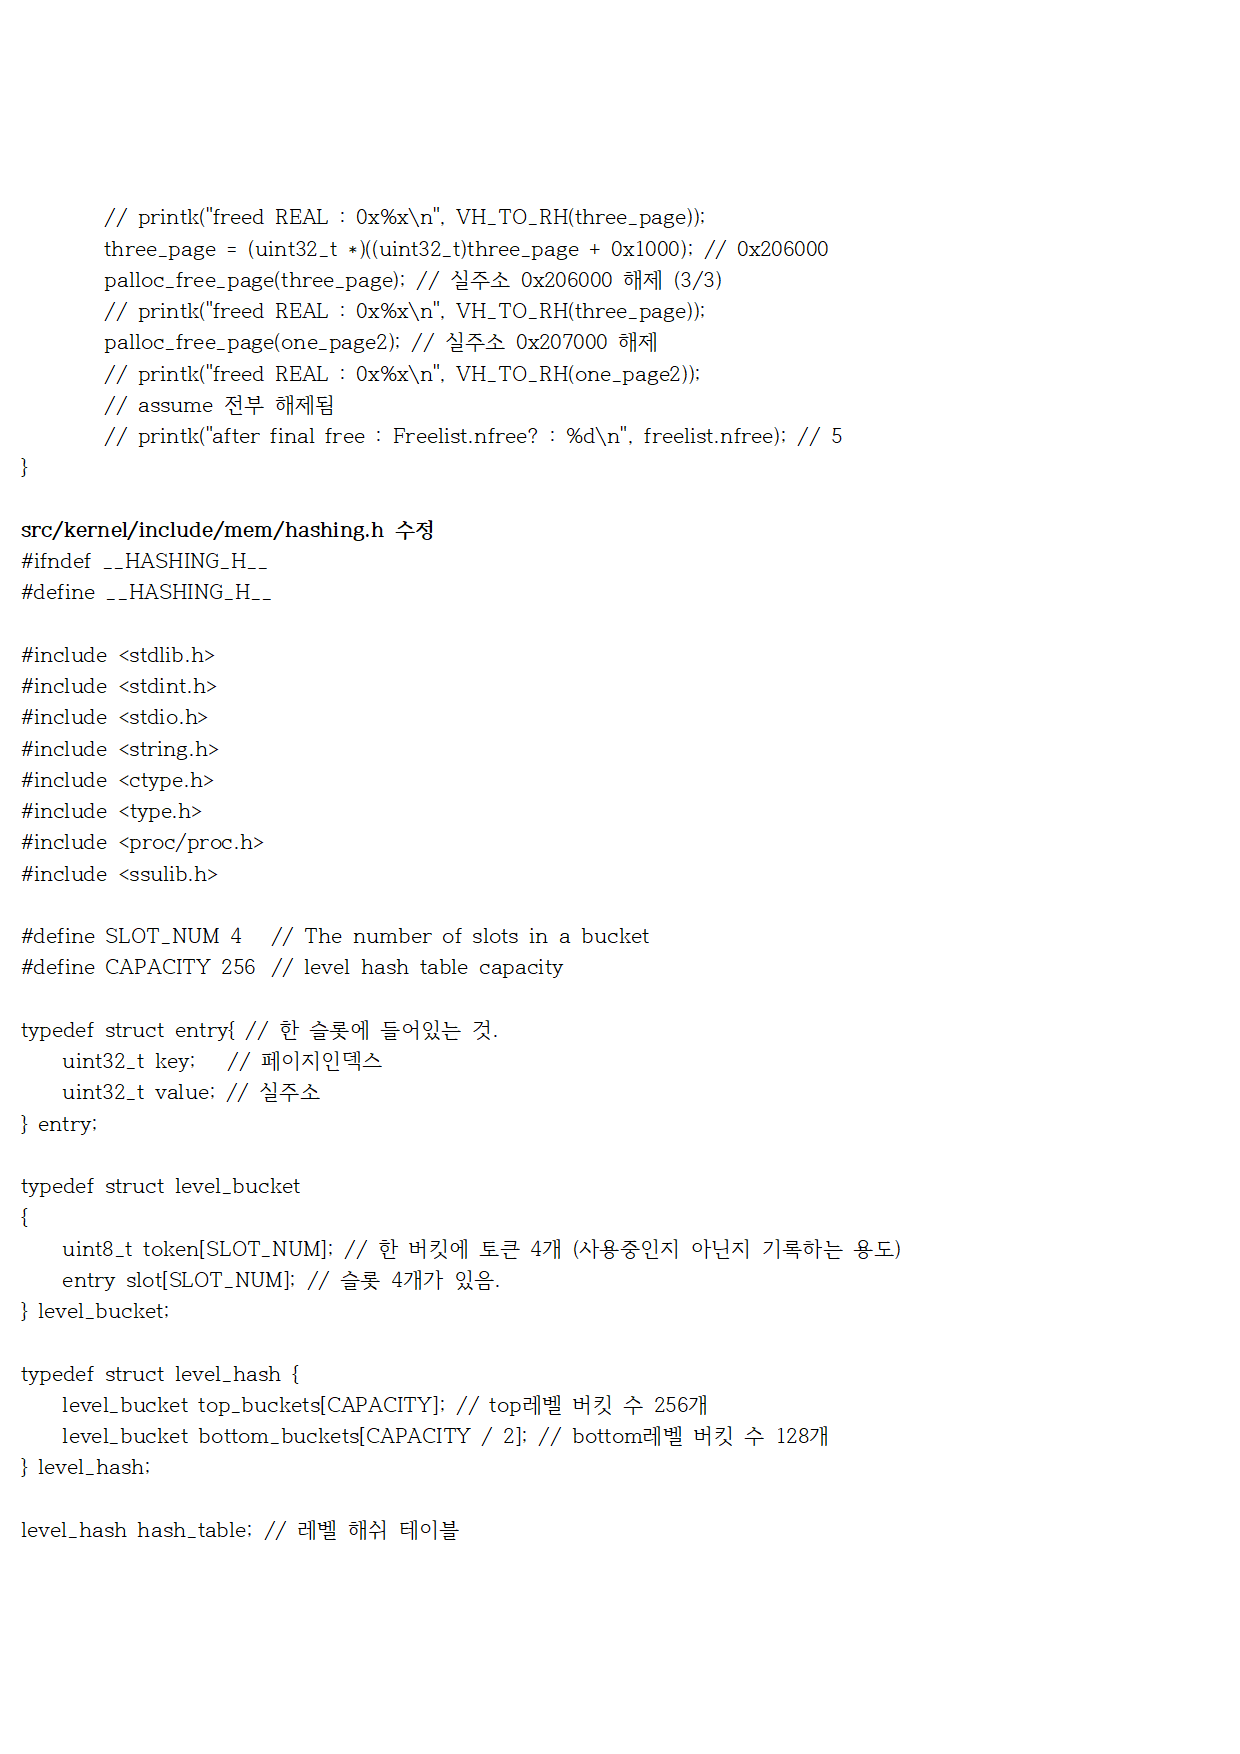 // printk("freed REAL : 0x%x\n", VH_TO_RH(three_page));
three_page = (uint32_t *)((uint32_t)three_page + 0x1000); // 0x206000
palloc_free_page(three_page); // 실주소 0x206000 해제 (3/3)
// printk("freed REAL : 0x%x\n", VH_TO_RH(three_page));
palloc_free_page(one_page2); // 실주소 0x207000 해제
// printk("freed REAL : 0x%x\n", VH_TO_RH(one_page2));
// assume 전부 해제됨
// printk("after final free : Freelist.nfree? : %d\n", freelist.nfree); // 5
}
src/kernel/include/mem/hashing.h 수정
#ifndef __HASHING_H__
#define __HASHING_H__
#include <stdlib.h>
#include <stdint.h>
#include <stdio.h>
#include <string.h>
#include <ctype.h>
#include <type.h>
#include <proc/proc.h>
#include <ssulib.h>
#define SLOT_NUM 4 // The number of slots in a bucket
#define CAPACITY 256 // level hash table capacity
typedef struct entry{ // 한 슬롯에 들어있는 것.
uint32_t key; // 페이지인덱스
uint32_t value; // 실주소
} entry;
typedef struct level_bucket
{
uint8_t token[SLOT_NUM]; // 한 버킷에 토큰 4개 (사용중인지 아닌지 기록하는 용도)
entry slot[SLOT_NUM]; // 슬롯 4개가 있음.
} level_bucket;
typedef struct level_hash {
level_bucket top_buckets[CAPACITY]; // top레벨 버킷 수 256개
level_bucket bottom_buckets[CAPACITY / 2]; // bottom레벨 버킷 수 128개
} level_hash;
level_hash hash_table; // 레벨 해쉬 테이블